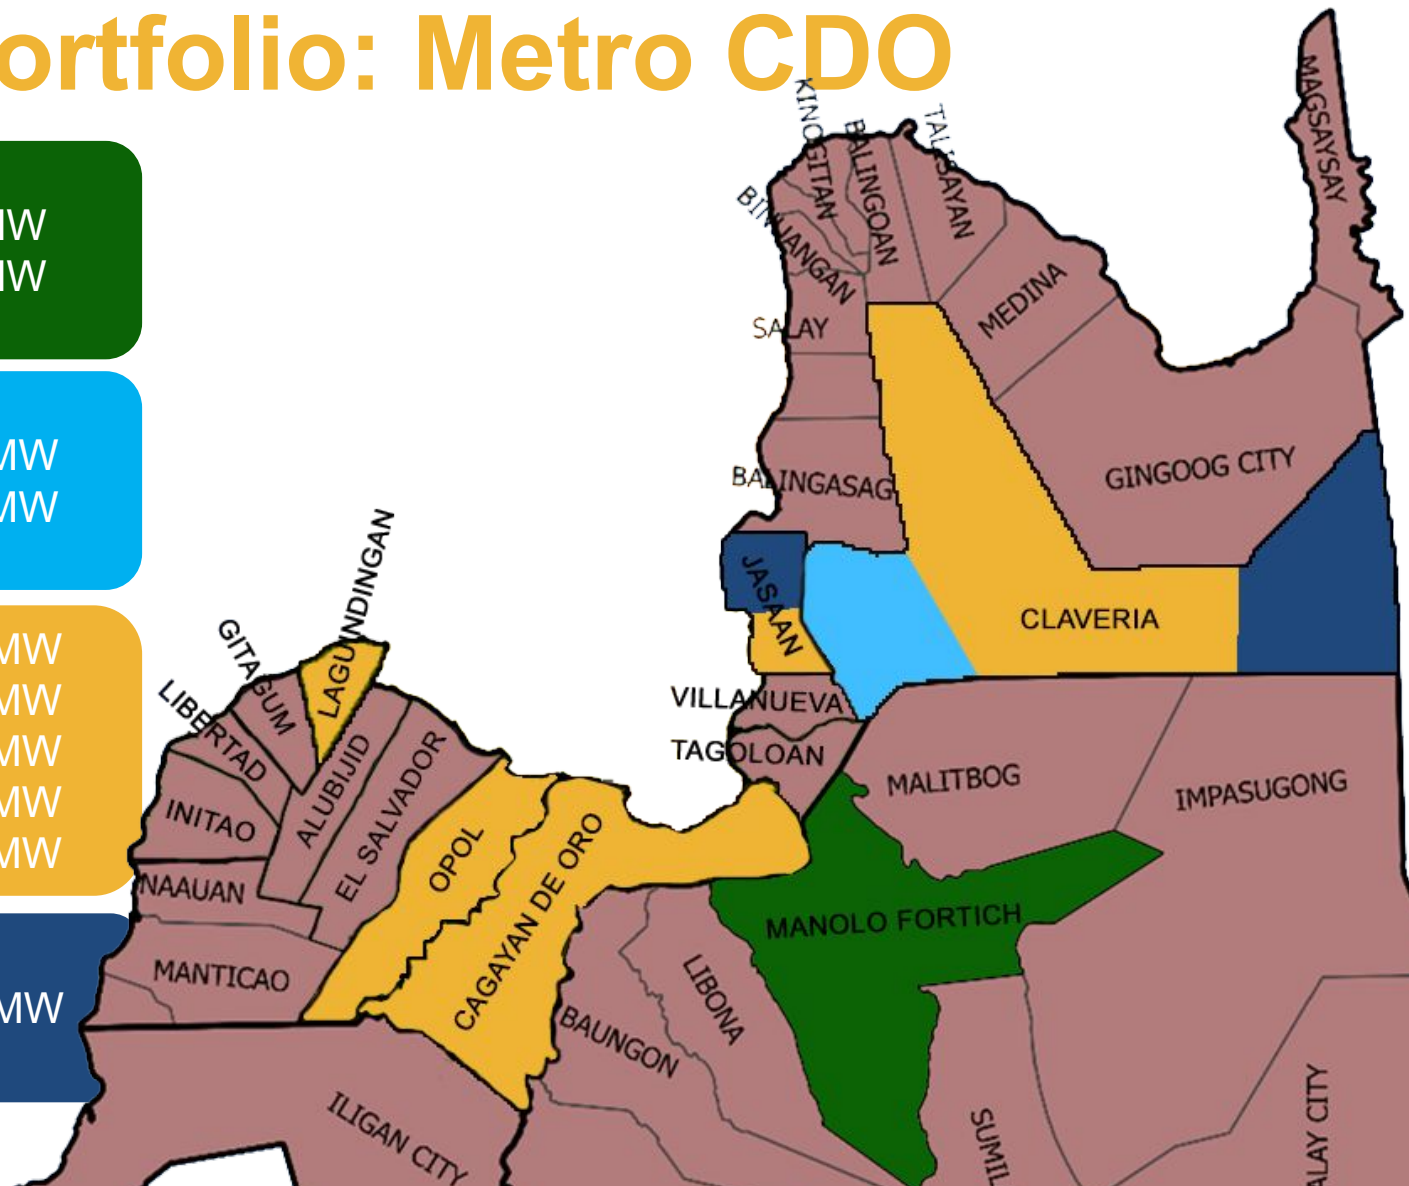 ortfolio: Metro CDO
MW
MW
MW
MW
MW
MW
MW
MW
MW
MW
MAGSAYSAY
KINOGITAN
BALINGOAN
TALISAYAN
BINUANGAN
MEDINA
SALAY
BALINGASAG
GINGOOG CITY
JASAAN
CLAVERIA
LAGUINDINGAN
GITAGUM
LIBERTAD
VILLANUEVA
TAGOLOAN
ALUBIJID
INITAO
EL SALVADOR
OPOL
MALITBOG
IMPASUGONG
NAAUAN
CAGAYAN DE ORO
MANOLO FORTICH
MANTICAO
LIBONA
BAUNGON
ILIGAN CITY
SUMIL
ALAY CITY